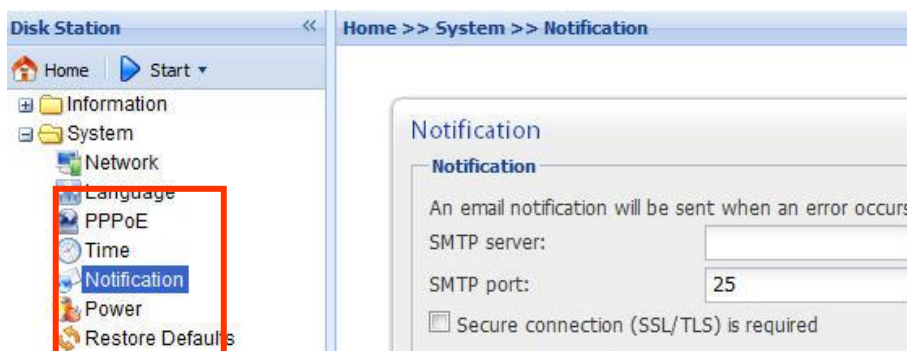 Disk Station «
Home Start
Information
System
Network
Language
PPPoE
Time
Notification
Power
Restore Defaults
Home >> System >> Notification
Notification
Notification
An email notification will be sent when an error occurs
SMTP server:
SMTP port: 25
Secure connection (SSL/TLS) is required